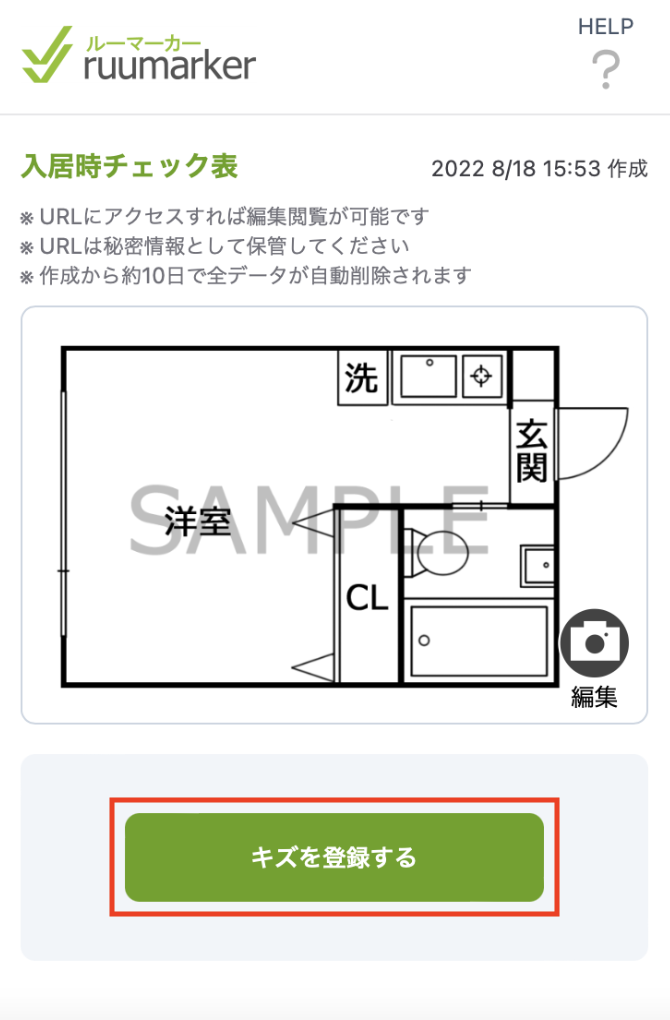 HELP
?
ルーマーカー
ruumarker
入居時チェック表
2022 8/18 15:53 作成
※ URLにアクセスすれば編集閲覧が可能です
※ URLは秘密情報として保管してください
※ 作成から約10日で全データが自動削除されます
洗
玄関
SAMPLE
洋室
CL
編集
キズを登録する